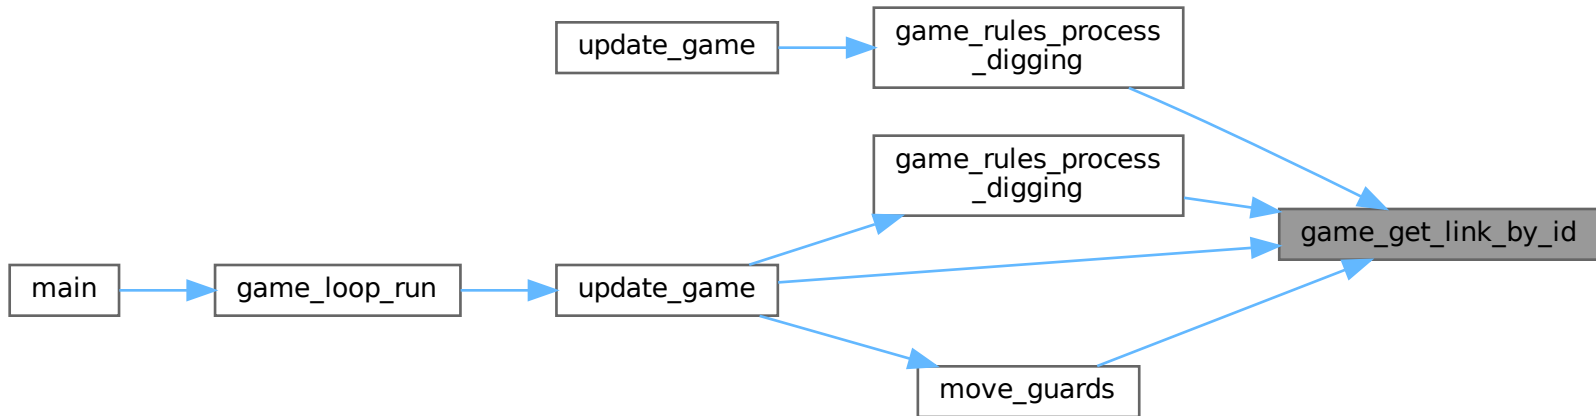 update_game
game_rules_process
_digging
game_rules_process
_digging
game_get_link_by_id
main
game_loop_run
update_game
move_guards